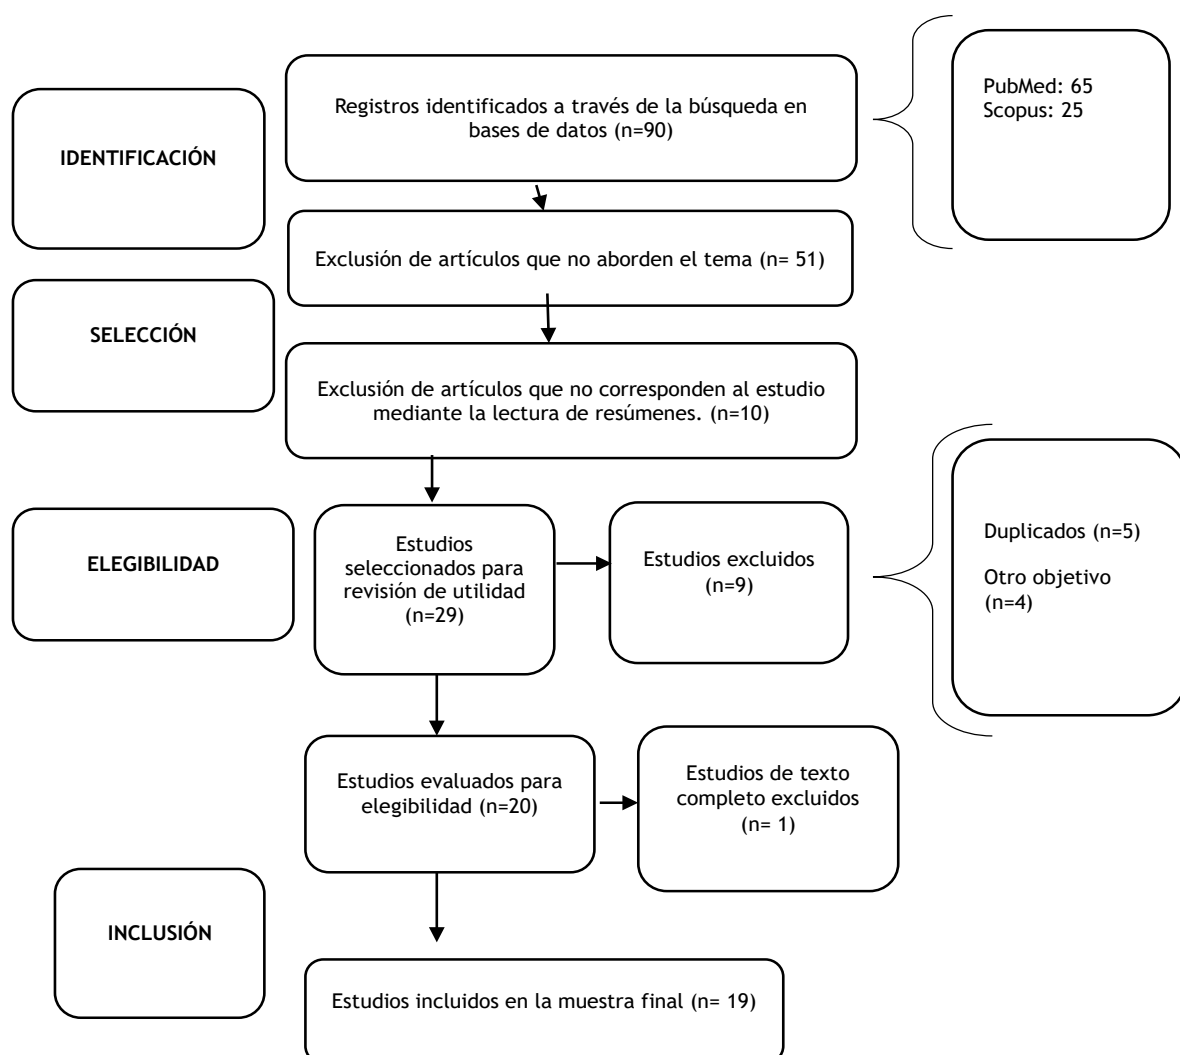 IDENTIFICACIÓN
Registros identificados a través de la búsqueda en
bases de datos (n=90)
PubMed: 65
Scopus: 25
Exclusión de artículos que no aborden el tema (n= 51)
SELECCIÓN
Exclusión de artículos que no corresponden al estudio
mediante la lectura de resúmenes. (n=10)
ELEGIBILIDAD
Estudios
seleccionados para
revisión de utilidad
(n=29)
Estudios excluidos
(n=9)
Duplicados (n=5)
Otro objetivo
(n=4)
Estudios evaluados para
elegibilidad (n=20)
Estudios de texto
completo excluidos
(n= 1)
INCLUSIÓN
Estudios incluidos en la muestra final (n= 19)